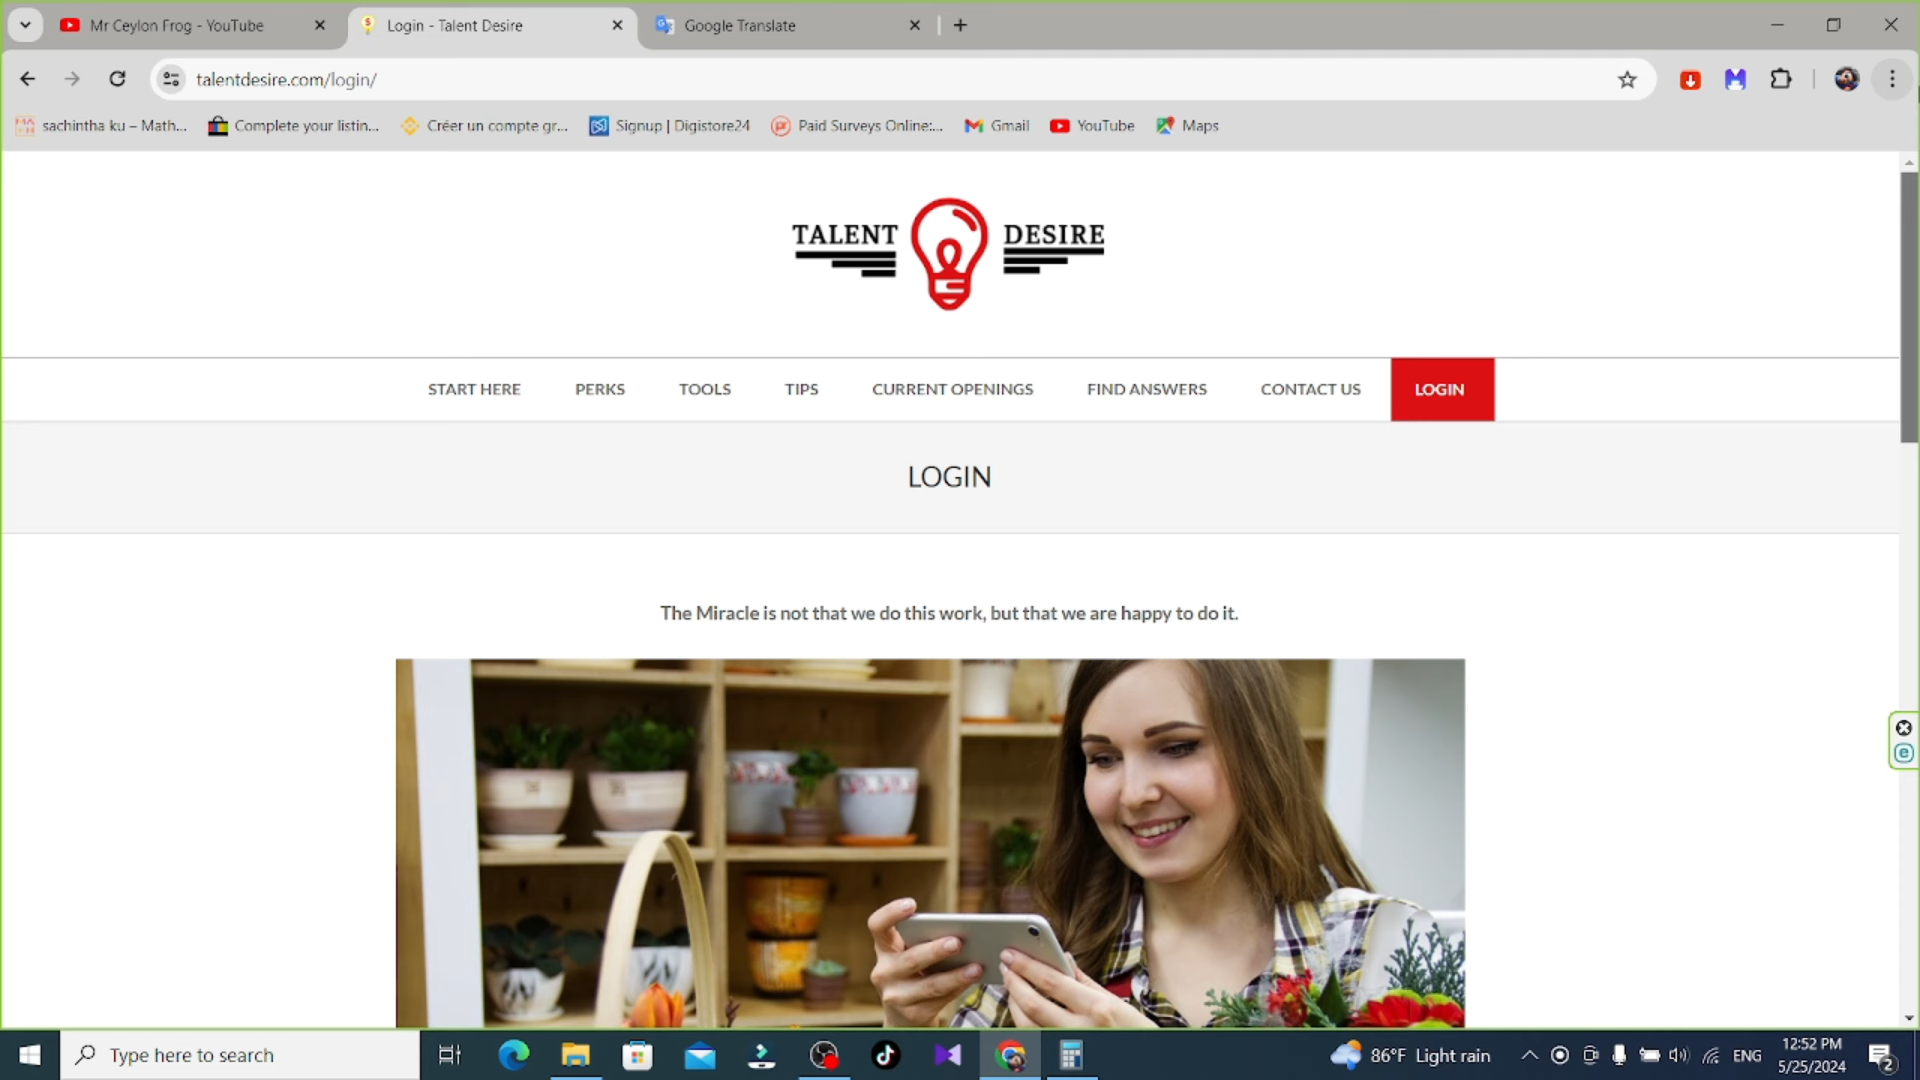 Mr Ceylon Frog - YouTube
Login - Talent Desire
Google Translate
talentdesire.com/login/
sachintha ku – Math...
Complete your listin...
Créer un compte gr...
Signup | Digistore24
Paid Surveys Online:...
Gmail
YouTube
Maps
TALENT DESIRE
START HERE
PERKS
TOOLS
TIPS
CURRENT OPENINGS
FIND ANSWERS
CONTACT US
LOGIN
LOGIN
The Miracle is not that we do this work, but that we are happy to do it.
Type here to search
86°F Light rain
ENG
12:52 PM
5/25/2024
2